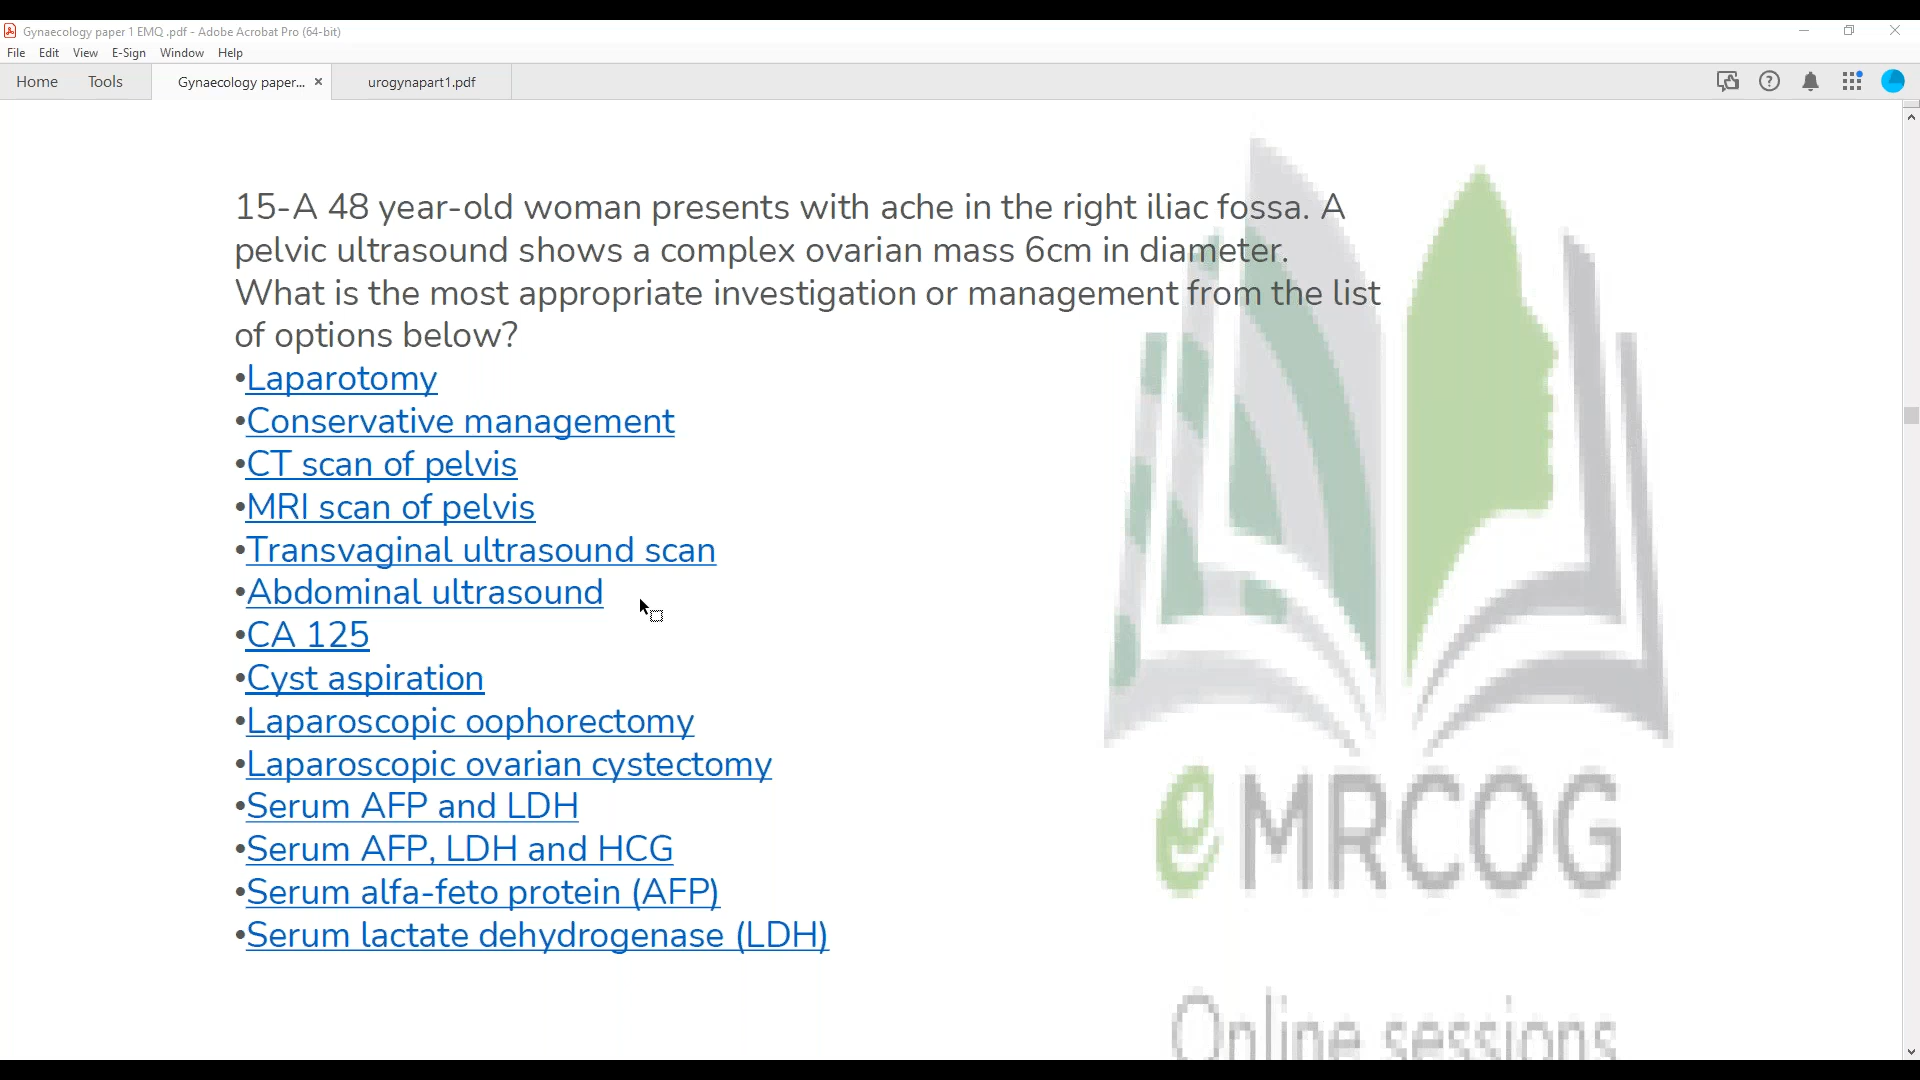 Gynaecology paper 1 EMQ .pdf - Adobe Acrobat Pro (64-bit)
File Edit View E-Sign Window Help
Home Tools Gynaecology paper... × urogynapart1.pdf
15-A 48 year-old woman presents with ache in the right iliac fossa. A
pelvic ultrasound shows a complex ovarian mass 6cm in diameter.
What is the most appropriate investigation or management from the list
of options below?
•Laparotomy
•Conservative management
•CT scan of pelvis
•MRI scan of pelvis
•Transvaginal ultrasound scan
•Abdominal ultrasound
•CA 125
•Cyst aspiration
•Laparoscopic oophorectomy
•Laparoscopic ovarian cystectomy
•Serum AFP and LDH
•Serum AFP, LDH and HCG
•Serum alfa-feto protein (AFP)
•Serum lactate dehydrogenase (LDH)
eMRCOG
Online sessions